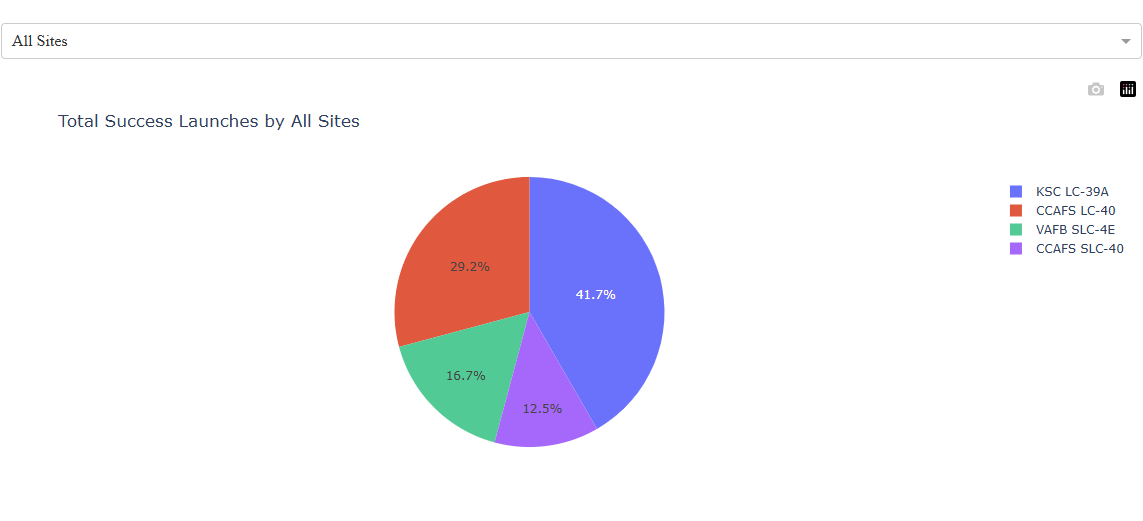 All Sites
Total Success Launches by All Sites
KSC LC-39A
CCAFS LC-40
VAFB SLC-4E
CCAFS SLC-40
29.2%
41.7%
16.7%
12.5%